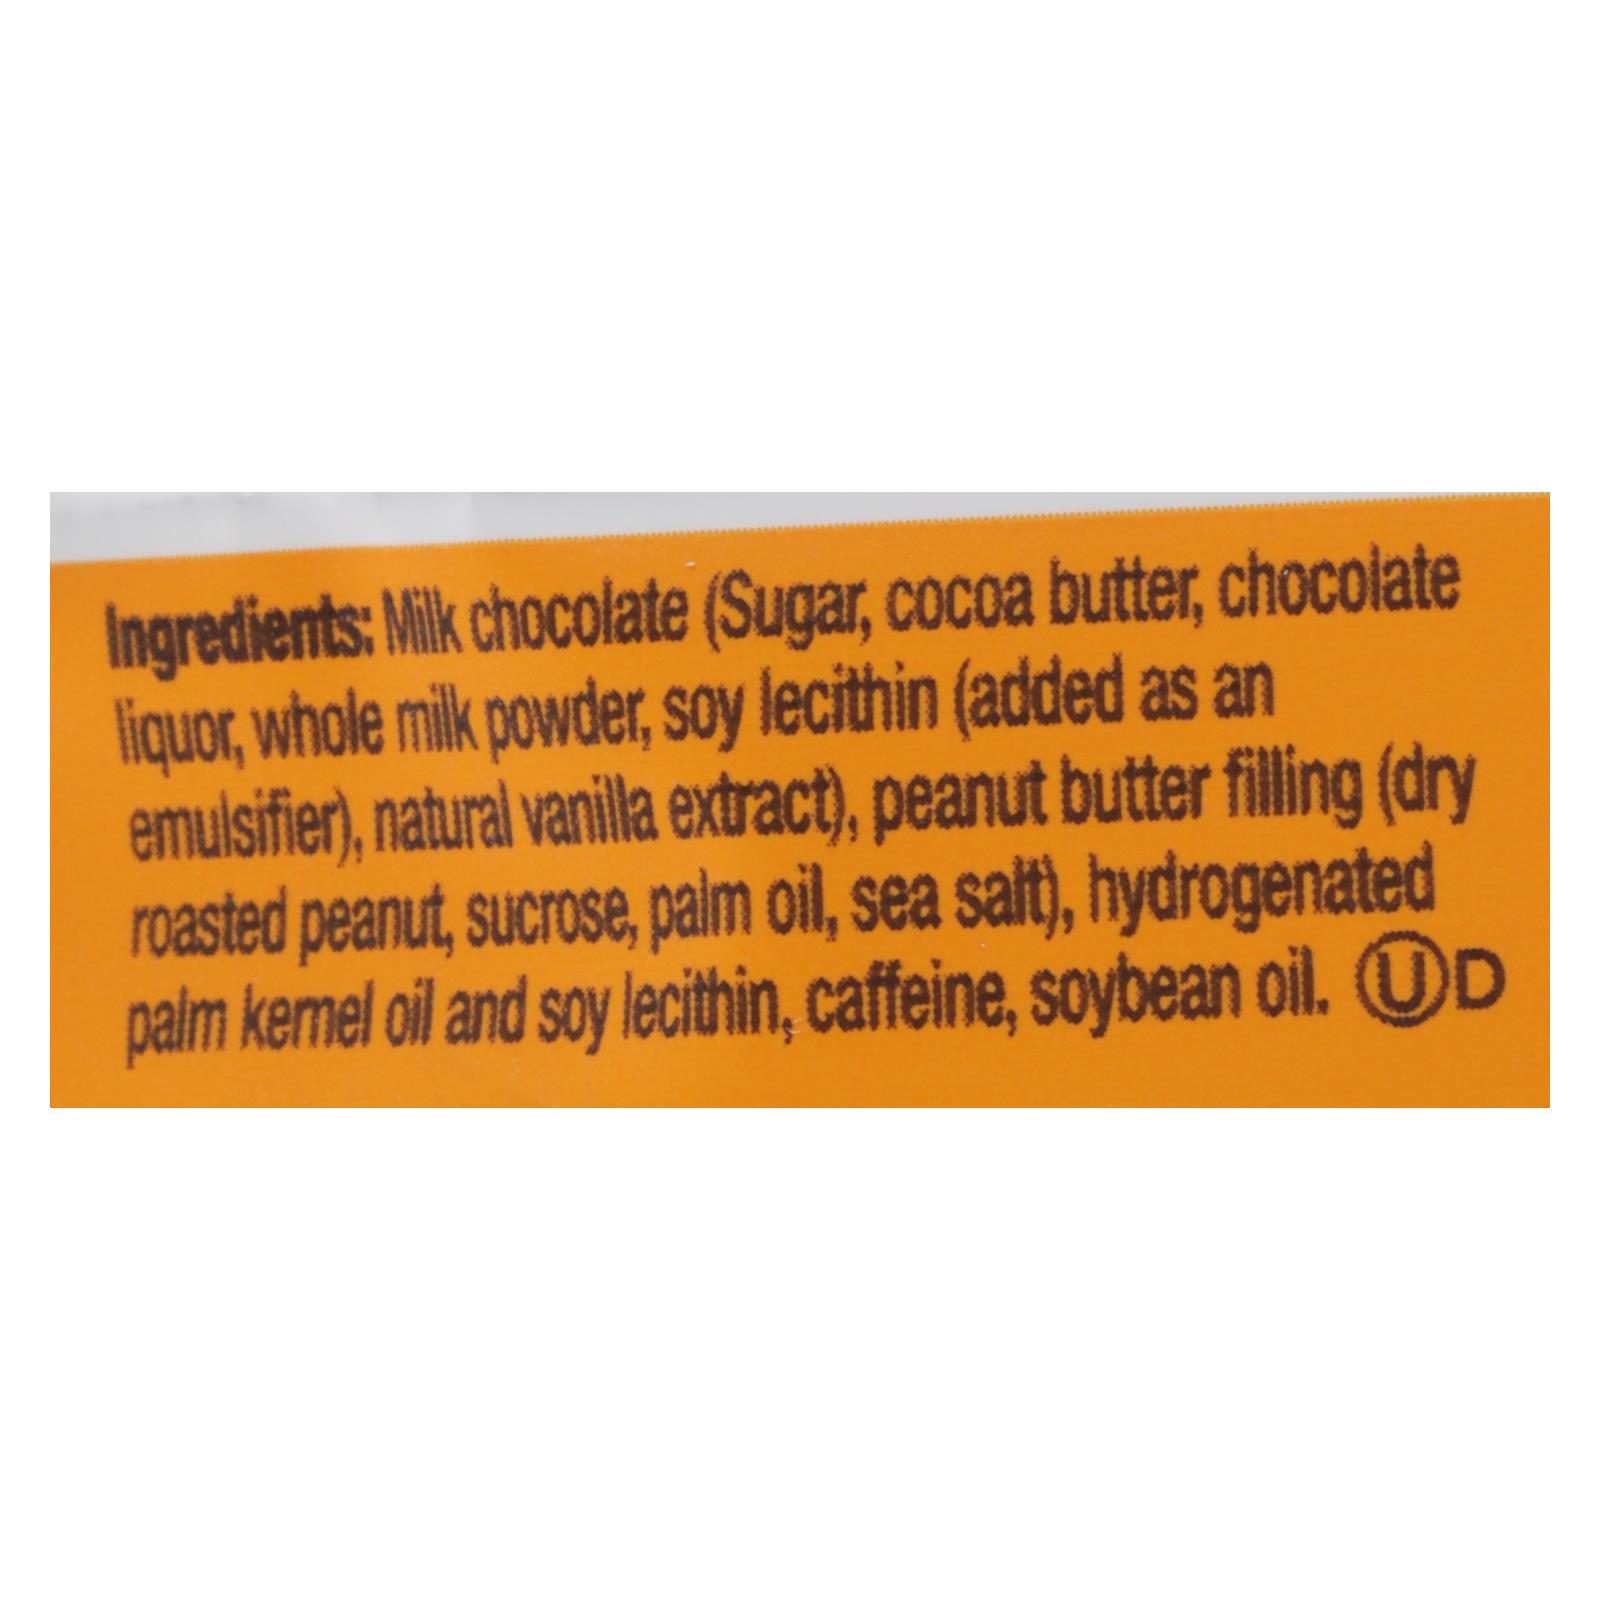 Ingredients: Milk chocolate (Sugar, cocoa butter, chocolate
liquor, whole milk powder, soy lecithin (added as an
emulsifier), natural vanilla extract), peanut butter filling (dry
roasted peanut, sucrose, palm oil, sea salt), hydrogenated
palm kernel oil and soy lecithin, caffeine, soybean oil. Ⓤ D